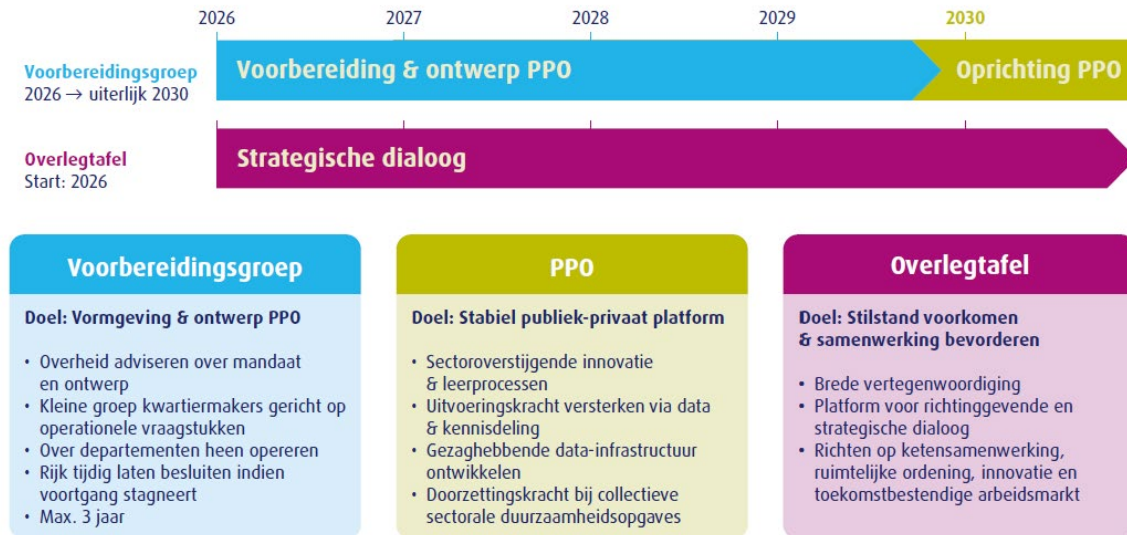 2026 2027 2028 2029 2030
Voorbereidingsgroep
2026 → uiterlijk 2030
Voorbereiding & ontwerp PPO
Oprichting PPO
Overlegtafel
Start: 2026
Strategische dialoog
Voorbereidingsgroep
Doel: Vormgeving & ontwerp PPO
• Overheid adviseren over mandaat
en ontwerp
• Kleine groep kwartiermakers gericht op
operationele vraagstukken
• Over departementen heen opereren
• Rijk tijdig laten besluiten indien
voortgang stagneert
• Max. 3 jaar
PPO
Doel: Stabiel publiek-privaat platform
• Sectoroverstijgende innovatie
& leerprocessen
• Uitvoeringskracht versterken via data
& kennisdeling
• Gezaghebbende data-infrastructuur
ontwikkelen
• Doorzettingskracht bij collectieve
sectorale duurzaamheidsopgaves
Overlegtafel
Doel: Stilstand voorkomen
& samenwerking bevorderen
• Brede vertegenwoordiging
• Platform voor richtinggevende en
strategische dialoog
• Richten op ketensamenwerking,
ruimtelijke ordening, innovatie en
toekomstbestendige arbeidsmarkt